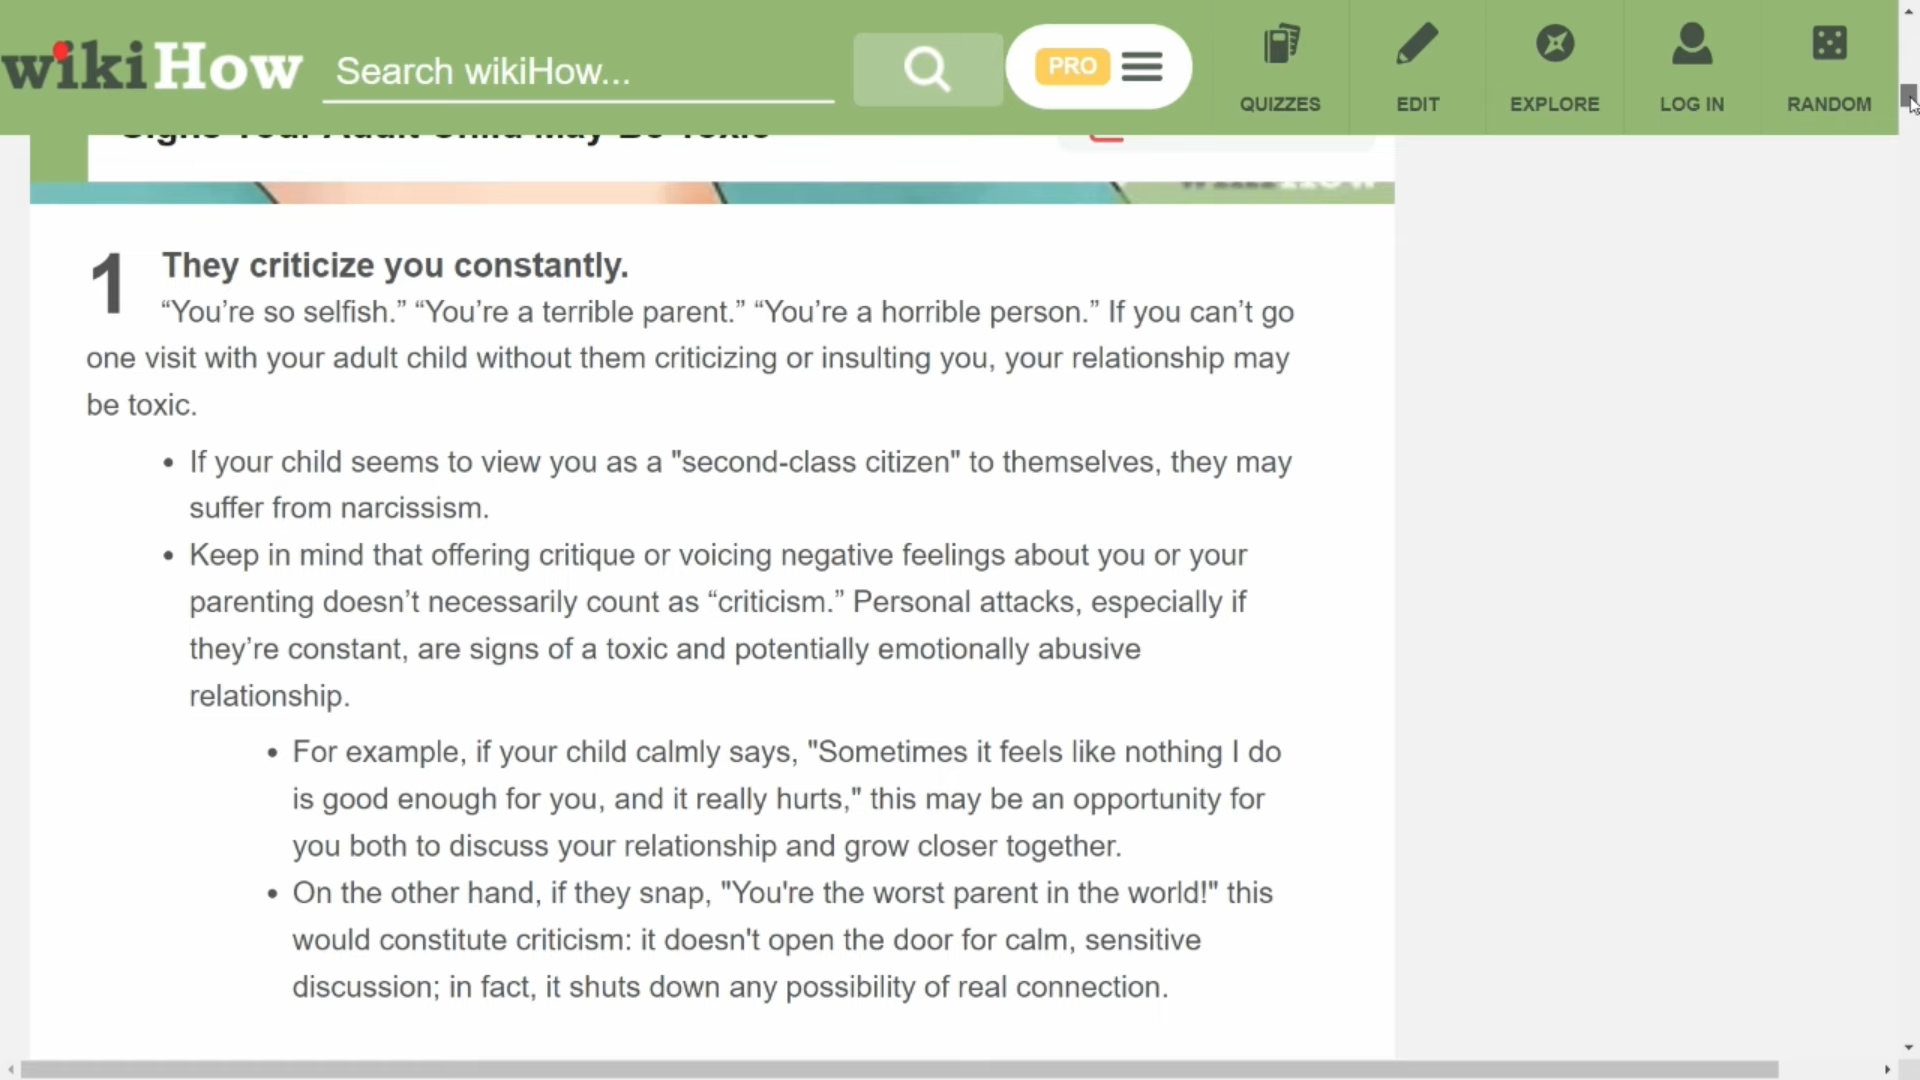 wikiHow
Search wikiHow...
PRO
QUIZZES
EDIT
EXPLORE
LOG IN
RANDOM
Signs Your Adult Child May Be Toxic
1
They criticize you constantly.
“You’re so selfish.” “You’re a terrible parent.” “You’re a horrible person.” If you can’t go
one visit with your adult child without them criticizing or insulting you, your relationship may
be toxic.
• If your child seems to view you as a "second-class citizen" to themselves, they may
suffer from narcissism.
• Keep in mind that offering critique or voicing negative feelings about you or your
parenting doesn’t necessarily count as “criticism.” Personal attacks, especially if
they’re constant, are signs of a toxic and potentially emotionally abusive
relationship.
• For example, if your child calmly says, "Sometimes it feels like nothing I do
is good enough for you, and it really hurts," this may be an opportunity for
you both to discuss your relationship and grow closer together.
• On the other hand, if they snap, "You're the worst parent in the world!" this
would constitute criticism: it doesn't open the door for calm, sensitive
discussion; in fact, it shuts down any possibility of real connection.